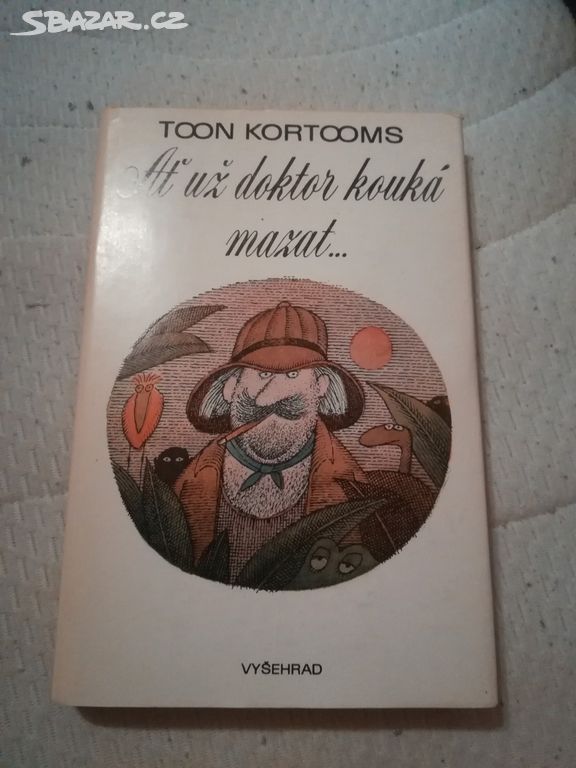 SBAZAR.CZ
TOON KORTOOMS
Ať už doktor kouká
mazat...
VYŠEHRAD